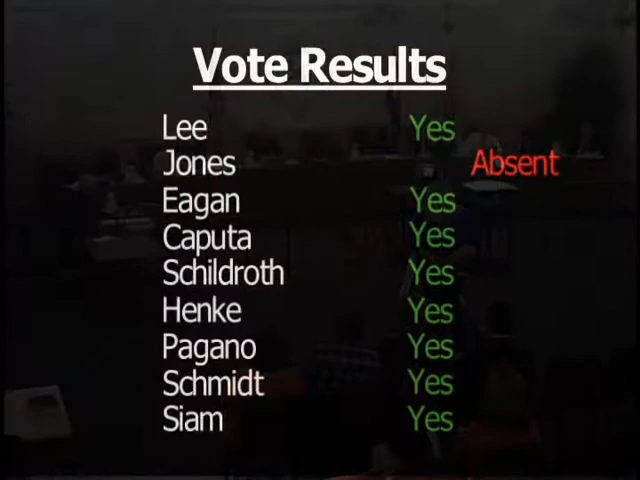 Vote Results
Lee Yes
Jones Absent
Eagan Yes
Caputa Yes
Schildroth Yes
Henke Yes
Pagano Yes
Schmidt Yes
Siam Yes